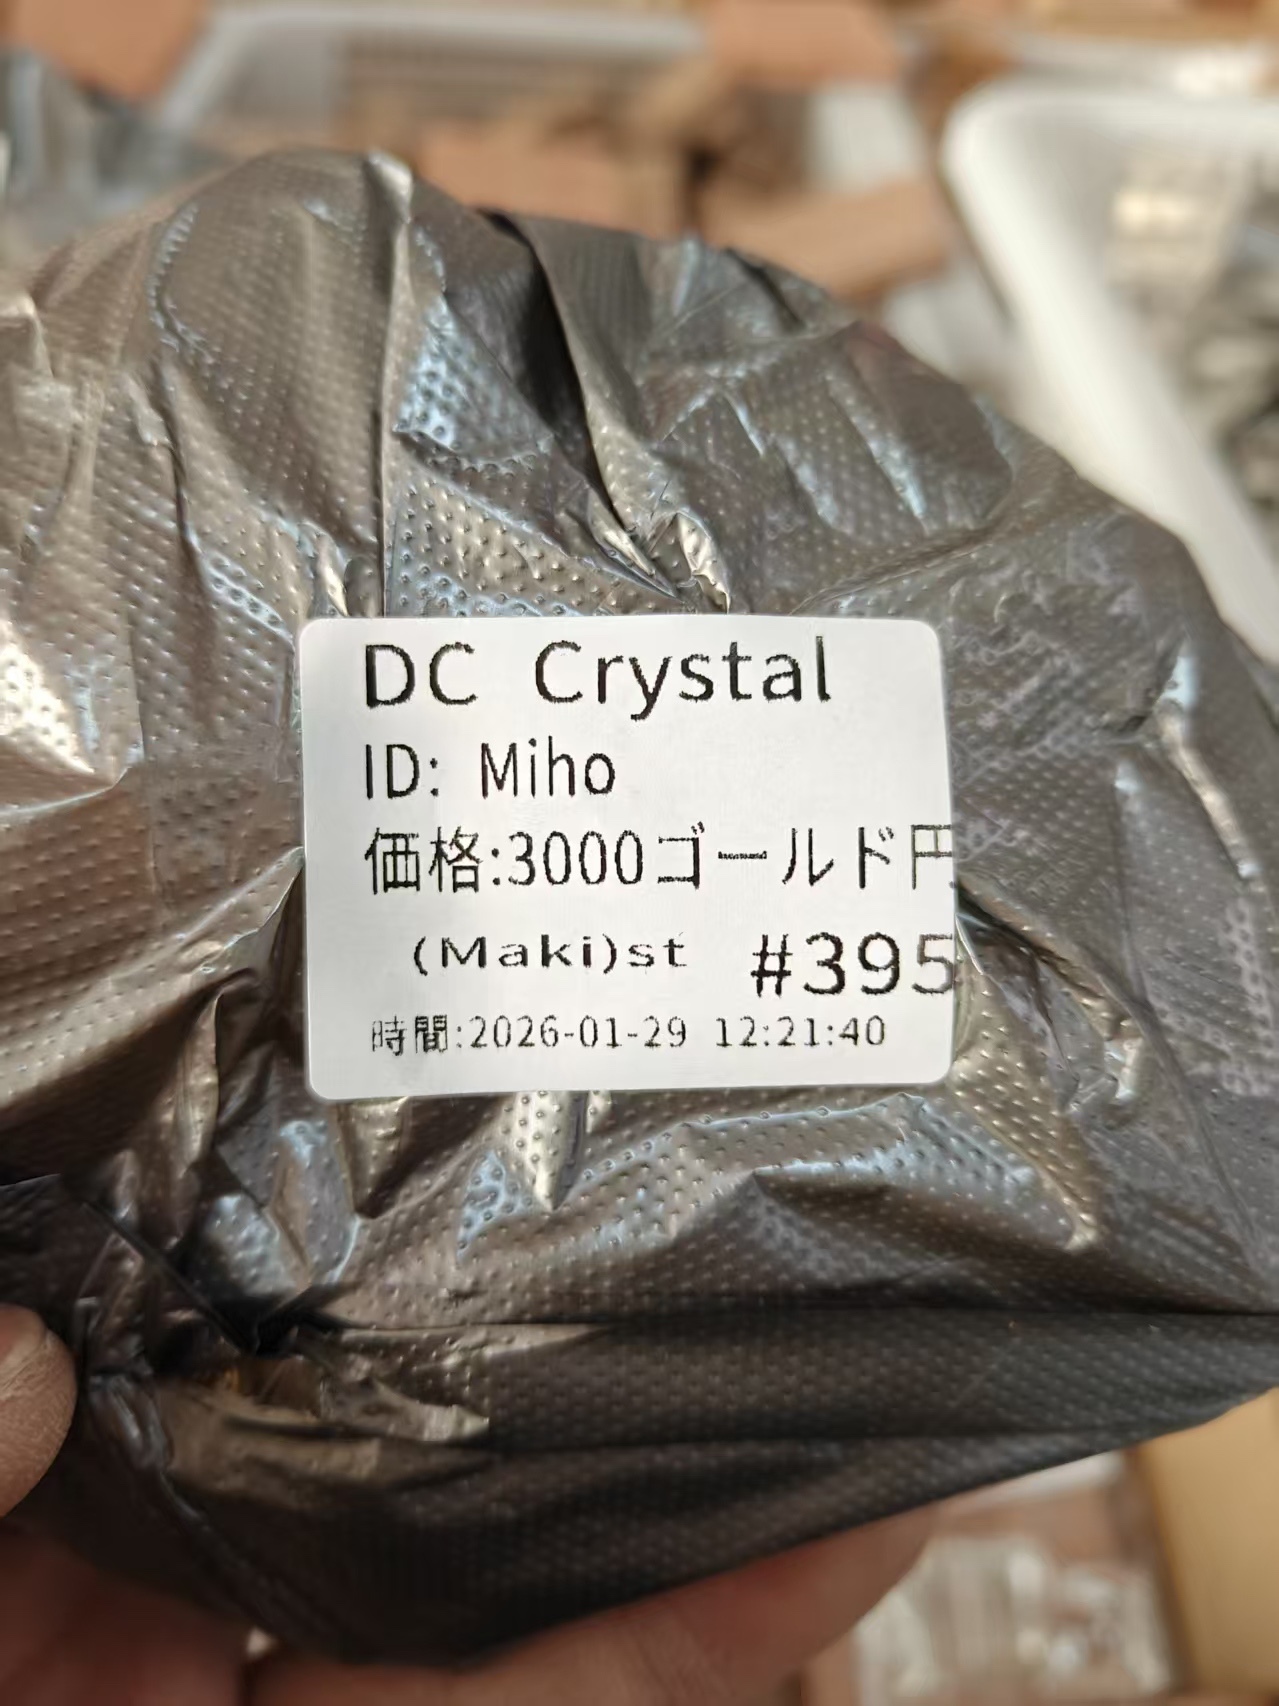 DC Crystal
ID: Miho
価格:3000ゴールド円
(Maki)st #395
時間:2026-01-29 12:21:40